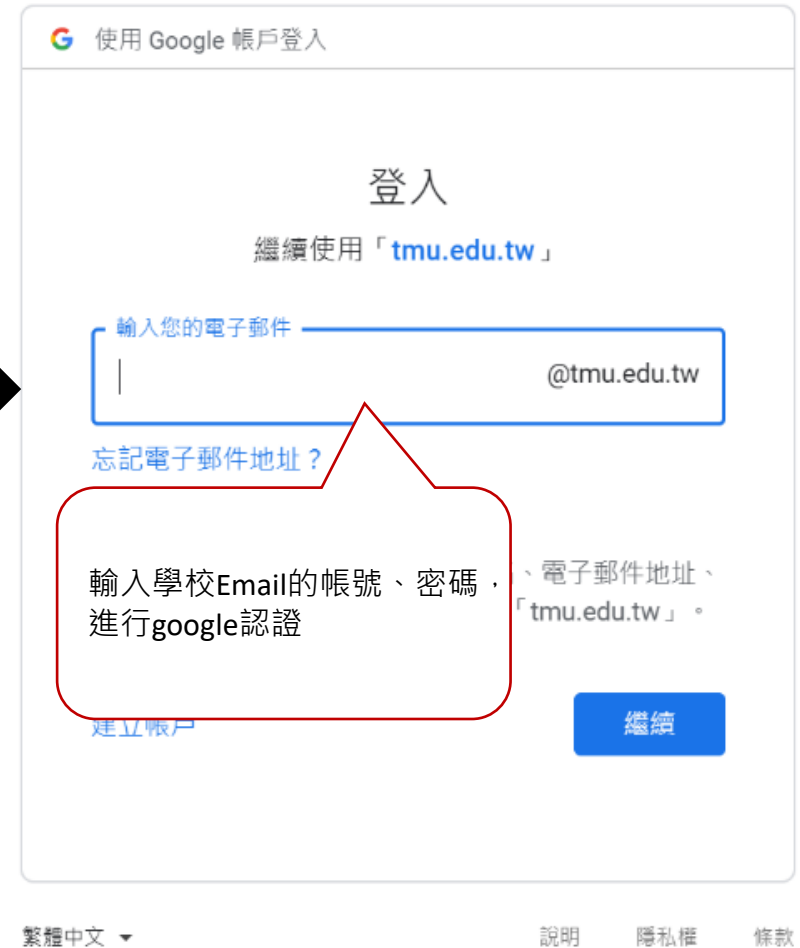 使用 Google 帳戶登入
登入
繼續使用「tmu.edu.tw」
輸入您的電子郵件
@tmu.edu.tw
忘記電子郵件地址？
輸入學校Email的帳號、密碼，
進行google認證
、電子郵件地址、
「tmu.edu.tw」。
建立帳戶
繼續
繁體中文
說明 隱私權 條款